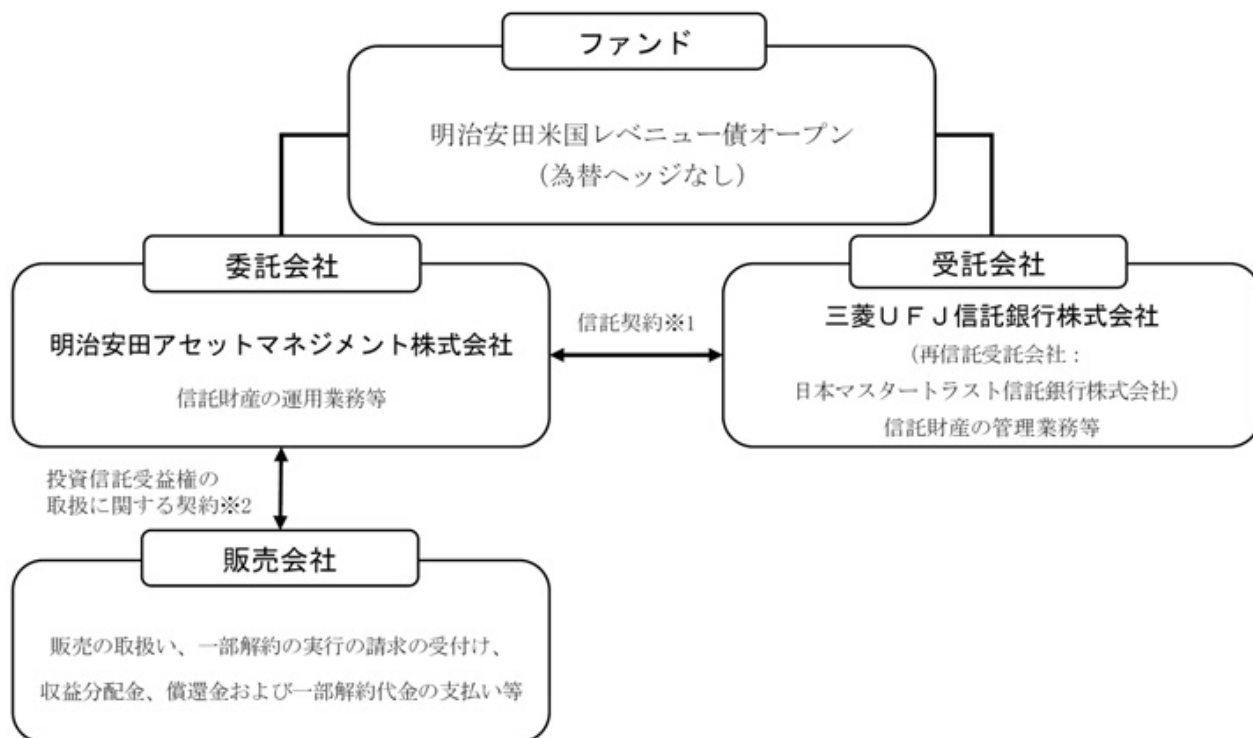 ファンド
明治安田米国レベニュー債オープン
（為替ヘッジなし）
委託会社
明治安田アセットマネジメント株式会社
信託財産の運用業務等
信託契約※1
受託会社
三菱ＵＦＪ信託銀行株式会社
（再信託受託会社：
日本マスタートラスト信託銀行株式会社）
信託財産の管理業務等
投資信託受益権の
取扱に関する契約※2
販売会社
販売の取扱い、一部解約の実行の請求の受付け、
収益分配金、償還金および一部解約代金の支払い等